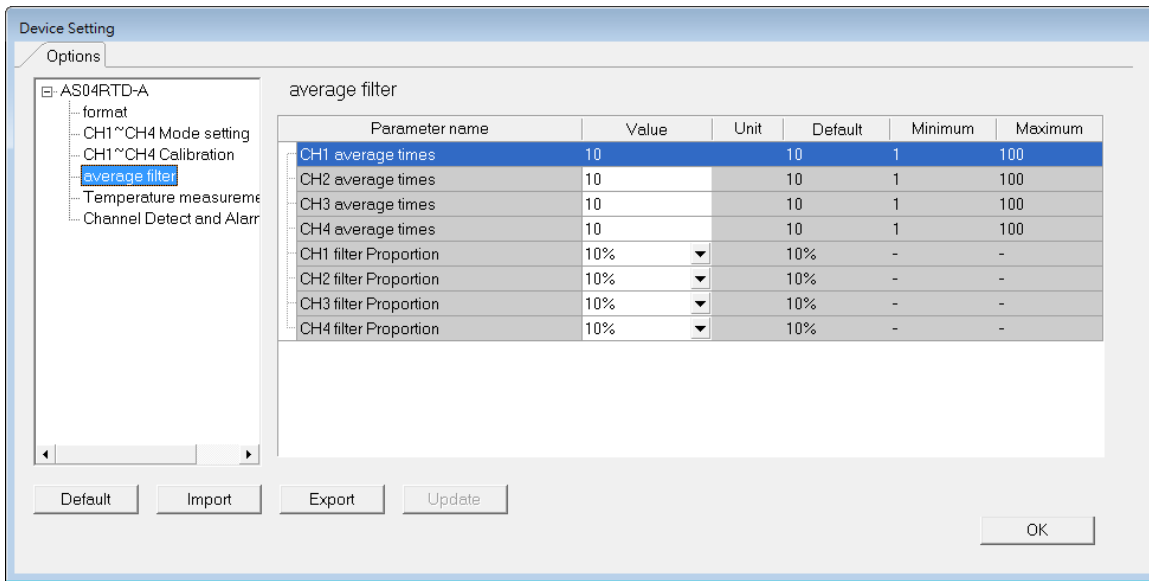 Device Setting
Options
AS04RTD-A
format
CH1~CH4 Mode setting
CH1~CH4 Calibration
average filter
Temperature measureme
Channel Detect and Alarr
average filter
Parameter name Value Unit Default Minimum Maximum
CH1 average times 10 10 1 100
CH2 average times 10 10 1 100
CH3 average times 10 10 1 100
CH4 average times 10 10 1 100
CH1 filter Proportion 10% 10% - -
CH2 filter Proportion 10% 10% - -
CH3 filter Proportion 10% 10% - -
CH4 filter Proportion 10% 10% - -
Default Import Export Update
OK